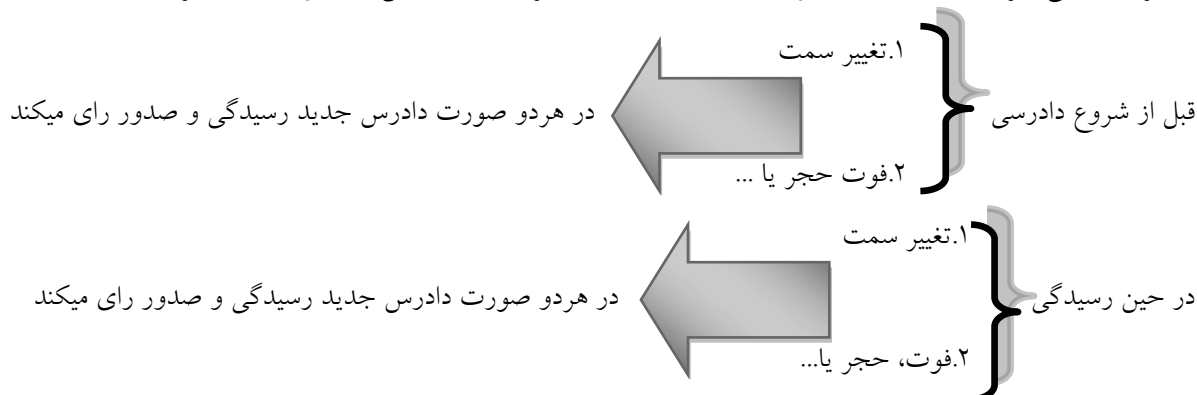 ۱.تغییر سمت
قبل از شروع دادرسی
در هردو صورت دادرس جدید رسیدگی و صدور رای میکند
۲.فوت حجر یا ...
۱.تغییر سمت
در حین رسیدگی
در هردو صورت دادرس جدید رسیدگی و صدور رای میکند
۲.فوت، حجر یا...